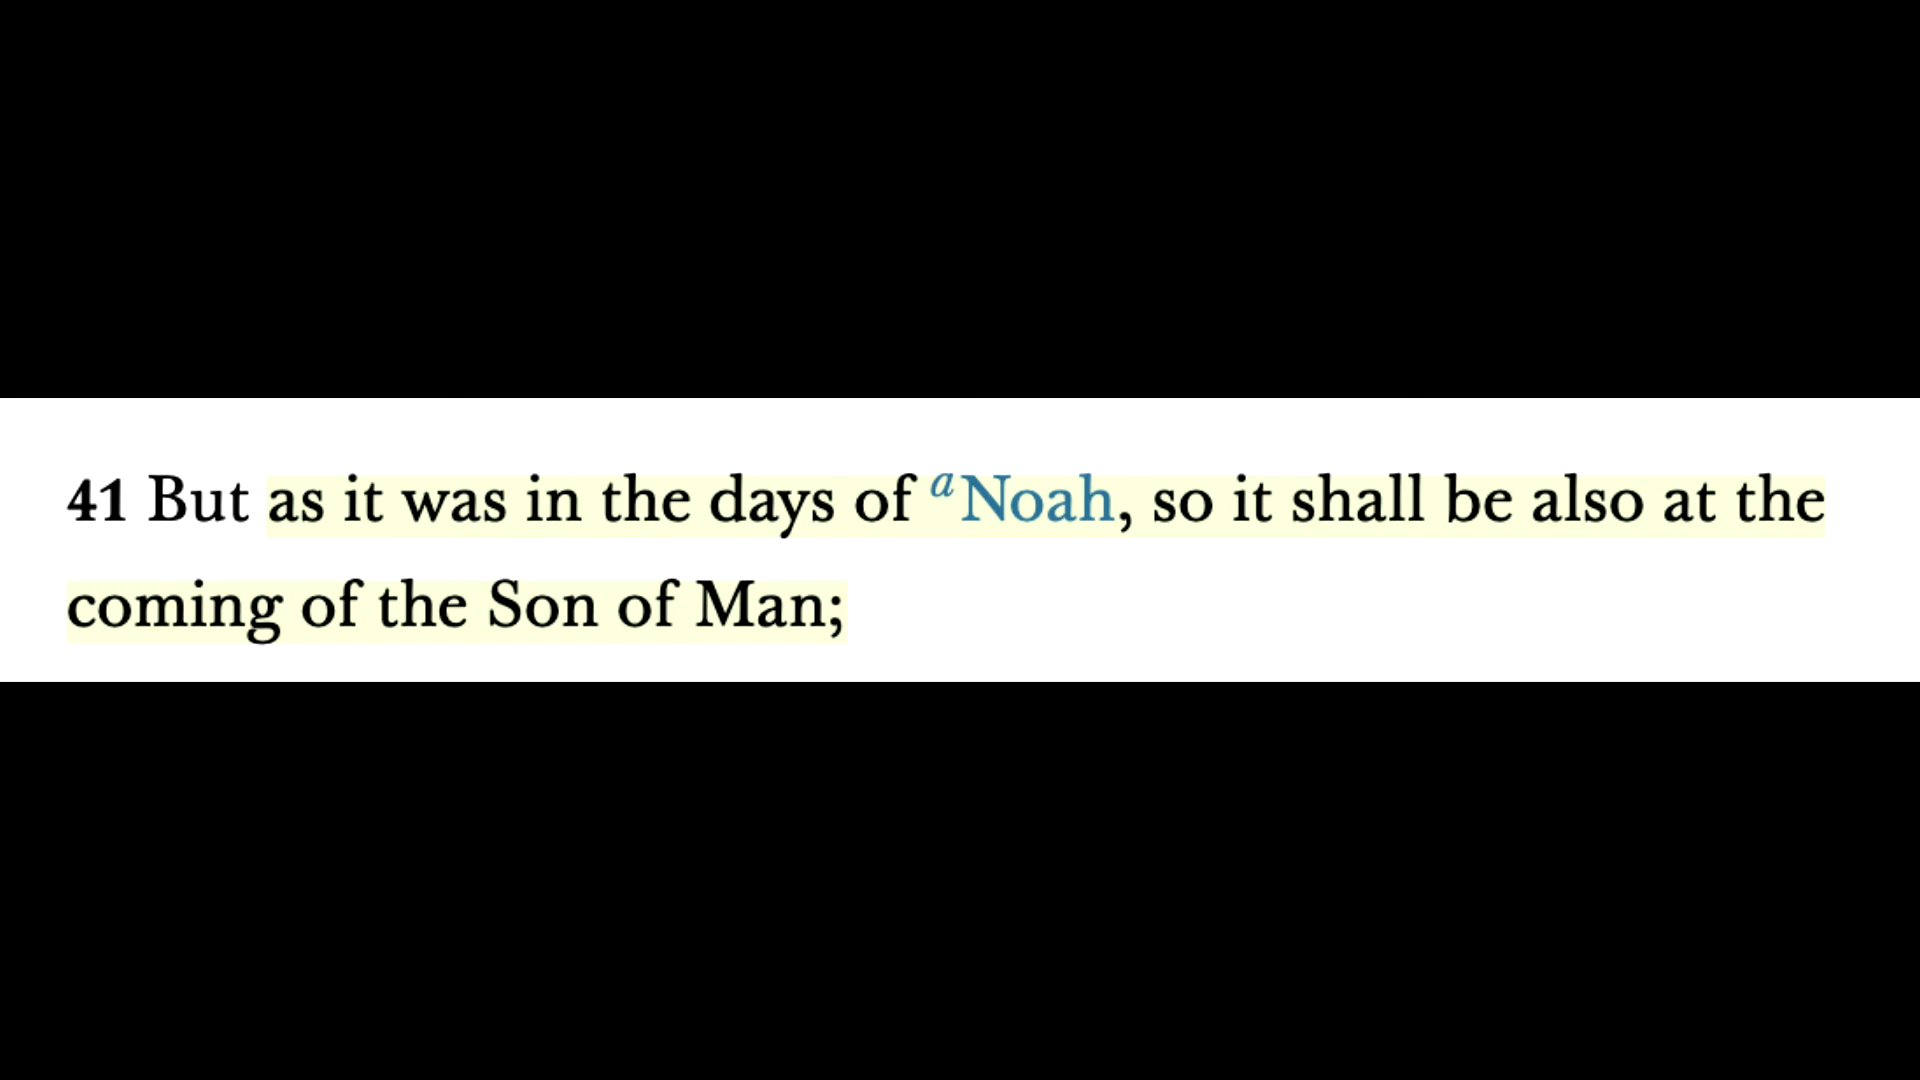 41 But as it was in the days of aNoah, so it shall be also at the
coming of the Son of Man;